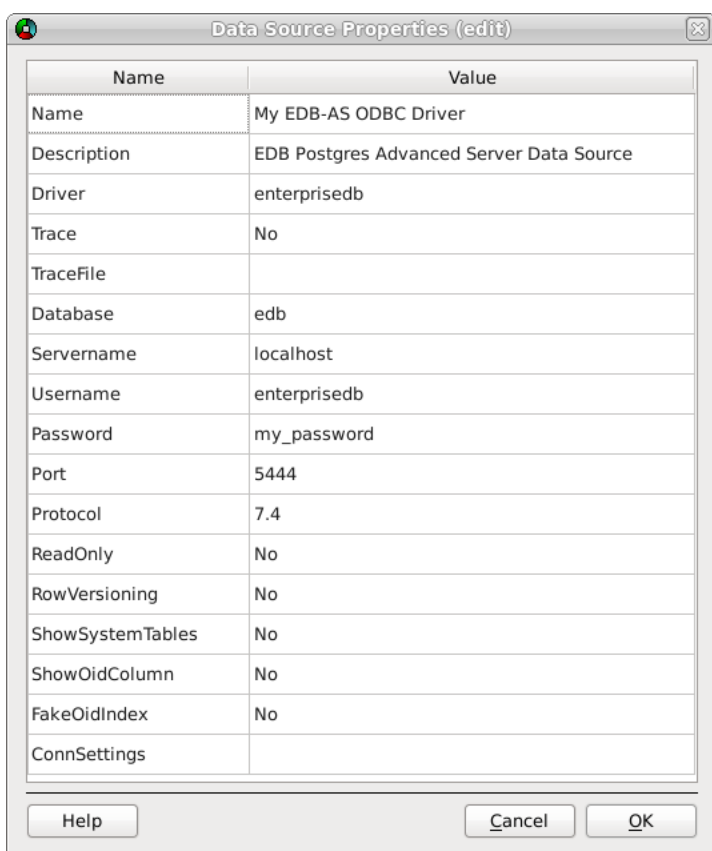 Data Source Properties (edit)
Name Value
Name My EDB-AS ODBC Driver
Description EDB Postgres Advanced Server Data Source
Driver enterprisedb
Trace No
TraceFile
Database edb
Servername localhost
Username enterprisedb
Password my_password
Port 5444
Protocol 7.4
ReadOnly No
RowVersioning No
ShowSystemTables No
ShowOidColumn No
FakeOidIndex No
ConnSettings
Help Cancel OK